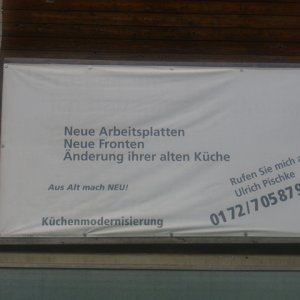 Neue Arbeitsplatten
Neue Fronten
Änderung ihrer alten Küche
Aus Alt mach NEU!
Küchenmodernisierung
Rufen Sie mich
Ulrich Pischke
0172/705879